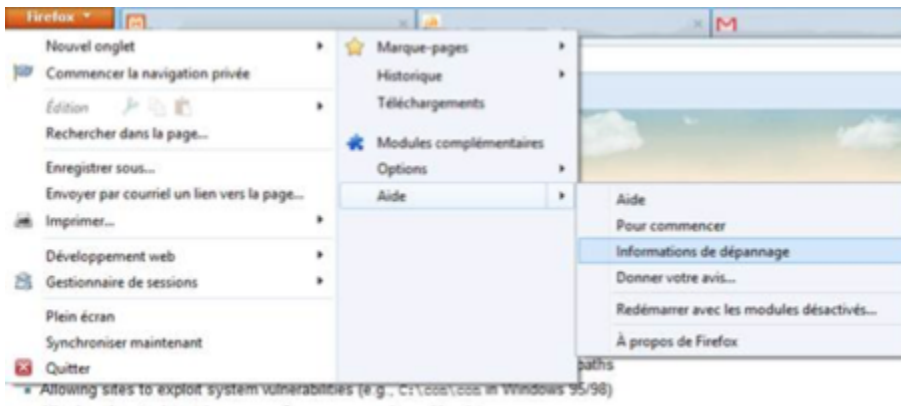 Firefox
Nouvel onglet
Commencer la navigation privée
Édition
Rechercher dans la page...
Enregistrer sous...
Envoyer par courriel un lien vers la page...
Imprimer...
Développement web
Gestionnaire de sessions
Plein écran
Synchroniser maintenant
Quitter
Marque-pages
Historique
Téléchargements
Modules complémentaires
Options
Aide
Aide
Pour commencer
Informations de dépannage
Donner votre avis...
Redémarrer avec les modules désactivés...
À propos de Firefox
paths
Allowing sites to exploit system vulnerabilities (e.g., C:\con\con in Windows 95/98)